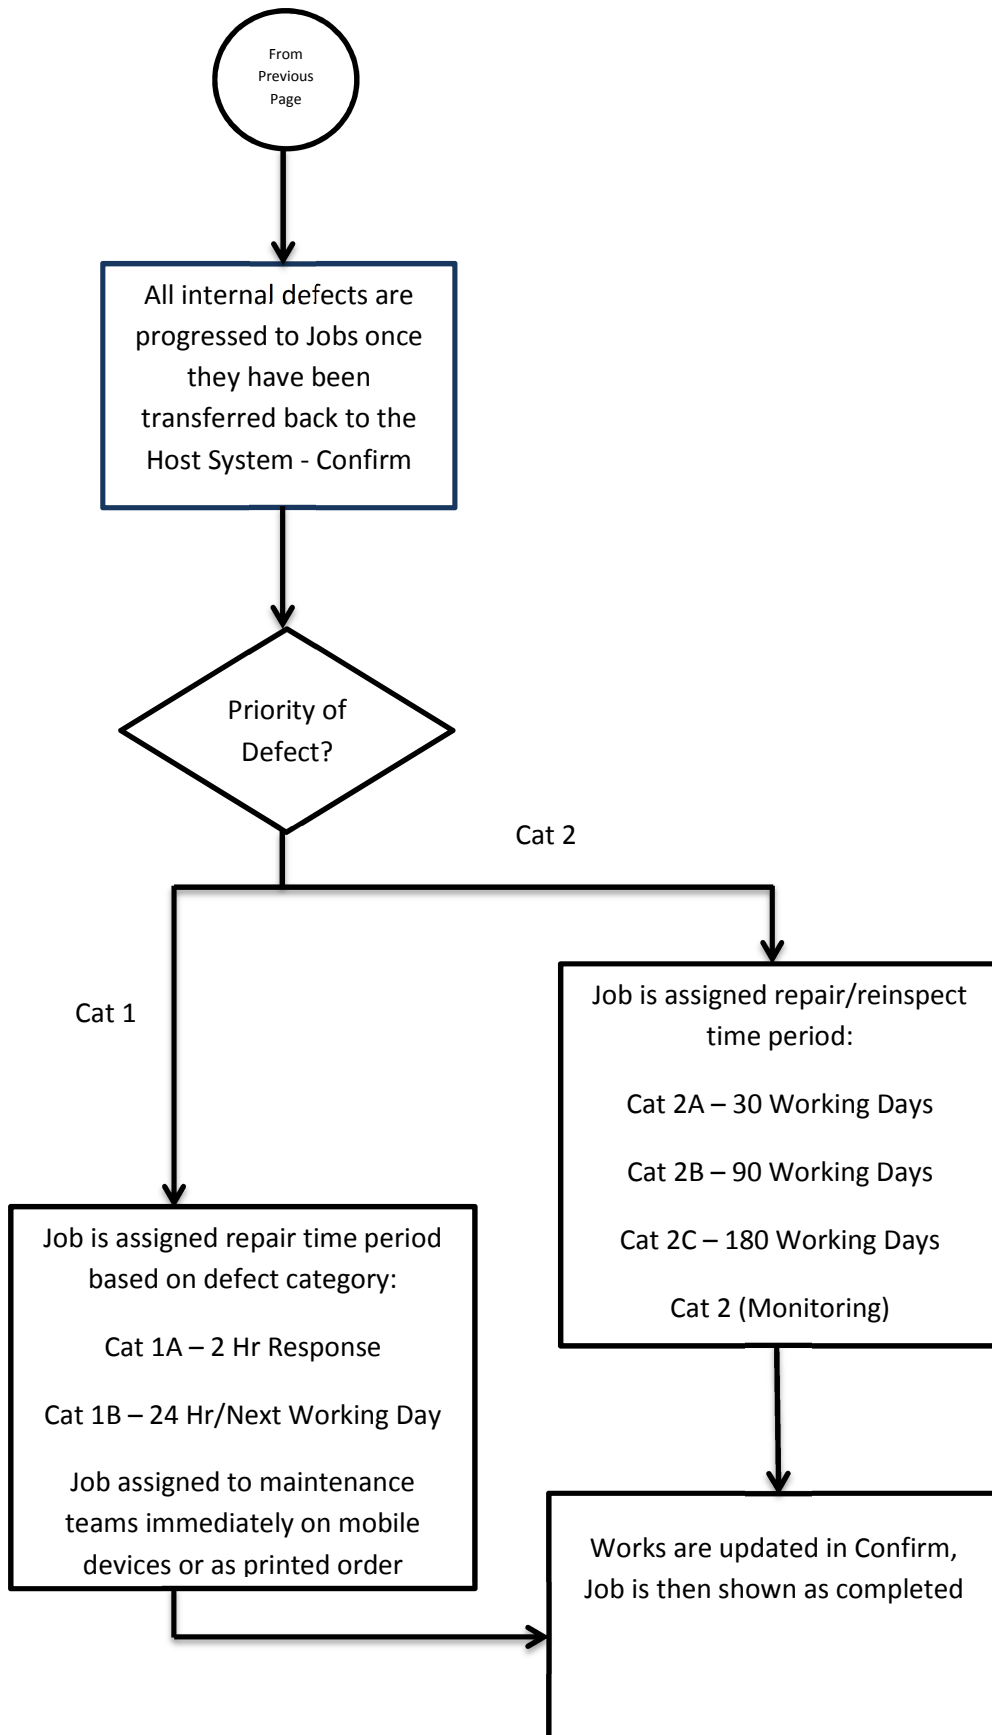 From
Previous
Page
All internal defects are
progressed to Jobs once
they have been
transferred back to the
Host System - Confirm
Priority of
Defect?
Cat 2
Cat 1
Job is assigned repair/reinspect
time period:
Cat 2A – 30 Working Days
Cat 2B – 90 Working Days
Cat 2C – 180 Working Days
Cat 2 (Monitoring)
Job is assigned repair time period
based on defect category:
Cat 1A – 2 Hr Response
Cat 1B – 24 Hr/Next Working Day
Job assigned to maintenance
teams immediately on mobile
devices or as printed order
Works are updated in Confirm,
Job is then shown as completed